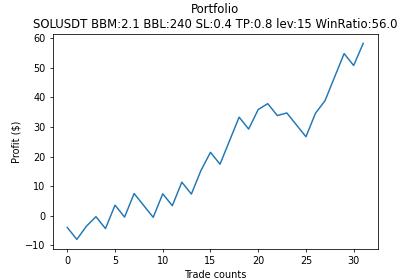 Portfolio
SOLUSDT BBM:2.1 BBL:240 SL:0.4 TP:0.8 lev:15 WinRatio:56.0
60
50
40
30
20
10
0
−10
Profit ($)
0 5 10 15 20 25 30
Trade counts